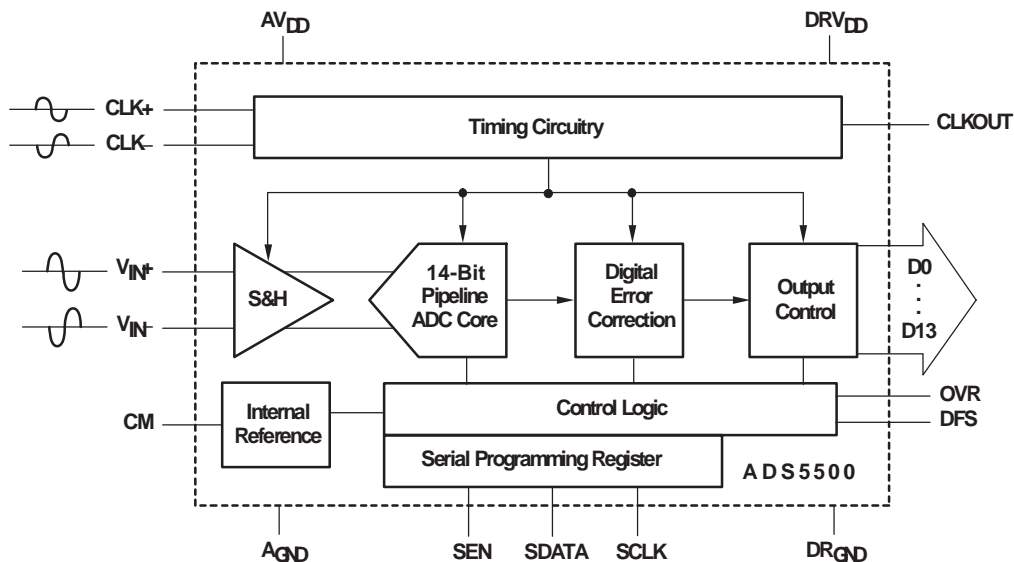 AVDD
DRVDD
CLK+
CLK–
Timing Circuitry
CLKOUT
VIN+
VIN–
S&H
14-Bit
Pipeline
ADC Core
Digital
Error
Correction
Output
Control
D0
.
.
.
.
D13
CM
Internal
Reference
Control Logic
OVR
DFS
Serial Programming Register
ADS5500
AGND
SEN
SDATA
SCLK
DRGND